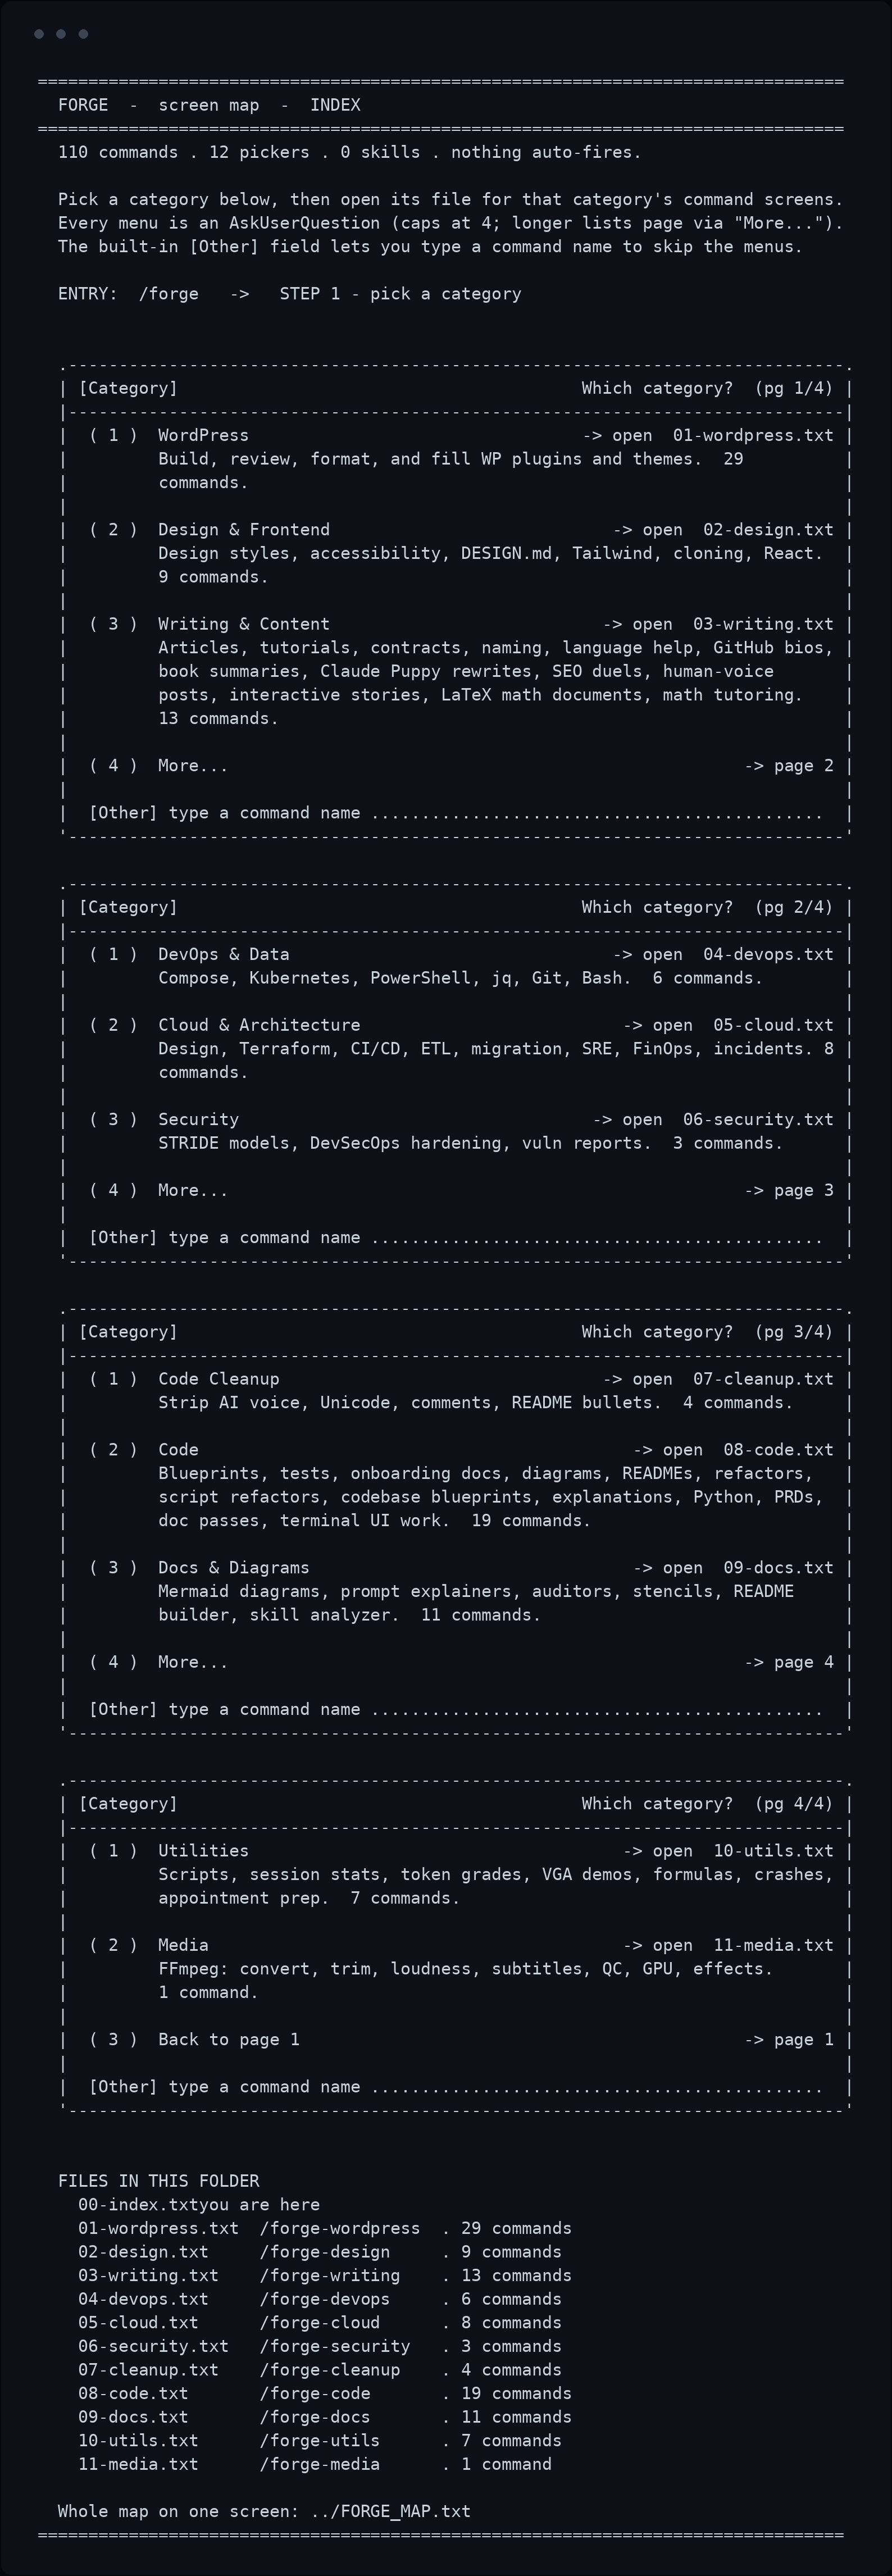 ================================================================================
  FORGE  -  screen map  -  INDEX
================================================================================
  110 commands . 12 pickers . 0 skills . nothing auto-fires.

  Pick a category below, then open its file for that category's command screens.
  Every menu is an AskUserQuestion (caps at 4; longer lists page via "More...").
  The built-in [Other] field lets you type a command name to skip the menus.

  ENTRY:  /forge   ->   STEP 1 - pick a category


  .-----------------------------------------------------------------------------.
  | [Category]                                        Which category?  (pg 1/4) |
  |-----------------------------------------------------------------------------|
  |  ( 1 )  WordPress                                 -> open  01-wordpress.txt |
  |         Build, review, format, and fill WP plugins and themes.  29          |
  |         commands.                                                           |
  |                                                                             |
  |  ( 2 )  Design & Frontend                            -> open  02-design.txt |
  |         Design styles, accessibility, DESIGN.md, Tailwind, cloning, React.  |
  |         9 commands.                                                         |
  |                                                                             |
  |  ( 3 )  Writing & Content                           -> open  03-writing.txt |
  |         Articles, tutorials, contracts, naming, language help, GitHub bios, |
  |         book summaries, Claude Puppy rewrites, SEO duels, human-voice       |
  |         posts, interactive stories, LaTeX math documents, math tutoring.    |
  |         13 commands.                                                        |
  |                                                                             |
  |  ( 4 )  More...                                                   -> page 2 |
  |                                                                             |
  |  [Other] type a command name .............................................  |
  '-----------------------------------------------------------------------------'

  .-----------------------------------------------------------------------------.
  | [Category]                                        Which category?  (pg 2/4) |
  |-----------------------------------------------------------------------------|
  |  ( 1 )  DevOps & Data                                -> open  04-devops.txt |
  |         Compose, Kubernetes, PowerShell, jq, Git, Bash.  6 commands.        |
  |                                                                             |
  |  ( 2 )  Cloud & Architecture                          -> open  05-cloud.txt |
  |         Design, Terraform, CI/CD, ETL, migration, SRE, FinOps, incidents. 8 |
  |         commands.                                                           |
  |                                                                             |
  |  ( 3 )  Security                                   -> open  06-security.txt |
  |         STRIDE models, DevSecOps hardening, vuln reports.  3 commands.      |
  |                                                                             |
  |  ( 4 )  More...                                                   -> page 3 |
  |                                                                             |
  |  [Other] type a command name .............................................  |
  '-----------------------------------------------------------------------------'

  .-----------------------------------------------------------------------------.
  | [Category]                                        Which category?  (pg 3/4) |
  |-----------------------------------------------------------------------------|
  |  ( 1 )  Code Cleanup                                -> open  07-cleanup.txt |
  |         Strip AI voice, Unicode, comments, README bullets.  4 commands.     |
  |                                                                             |
  |  ( 2 )  Code                                           -> open  08-code.txt |
  |         Blueprints, tests, onboarding docs, diagrams, READMEs, refactors,   |
  |         script refactors, codebase blueprints, explanations, Python, PRDs,  |
  |         doc passes, terminal UI work.  19 commands.                         |
  |                                                                             |
  |  ( 3 )  Docs & Diagrams                                -> open  09-docs.txt |
  |         Mermaid diagrams, prompt explainers, auditors, stencils, README     |
  |         builder, skill analyzer.  11 commands.                              |
  |                                                                             |
  |  ( 4 )  More...                                                   -> page 4 |
  |                                                                             |
  |  [Other] type a command name .............................................  |
  '-----------------------------------------------------------------------------'

  .-----------------------------------------------------------------------------.
  | [Category]                                        Which category?  (pg 4/4) |
  |-----------------------------------------------------------------------------|
  |  ( 1 )  Utilities                                     -> open  10-utils.txt |
  |         Scripts, session stats, token grades, VGA demos, formulas, crashes, |
  |         appointment prep.  7 commands.                                      |
  |                                                                             |
  |  ( 2 )  Media                                         -> open  11-media.txt |
  |         FFmpeg: convert, trim, loudness, subtitles, QC, GPU, effects.       |
  |         1 command.                                                          |
  |                                                                             |
  |  ( 3 )  Back to page 1                                            -> page 1 |
  |                                                                             |
  |  [Other] type a command name .............................................  |
  '-----------------------------------------------------------------------------'


  FILES IN THIS FOLDER
    00-index.txtyou are here
    01-wordpress.txt  /forge-wordpress  . 29 commands
    02-design.txt     /forge-design     . 9 commands
    03-writing.txt    /forge-writing    . 13 commands
    04-devops.txt     /forge-devops     . 6 commands
    05-cloud.txt      /forge-cloud      . 8 commands
    06-security.txt   /forge-security   . 3 commands
    07-cleanup.txt    /forge-cleanup    . 4 commands
    08-code.txt       /forge-code       . 19 commands
    09-docs.txt       /forge-docs       . 11 commands
    10-utils.txt      /forge-utils      . 7 commands
    11-media.txt      /forge-media      . 1 command

  Whole map on one screen: ../FORGE_MAP.txt
================================================================================